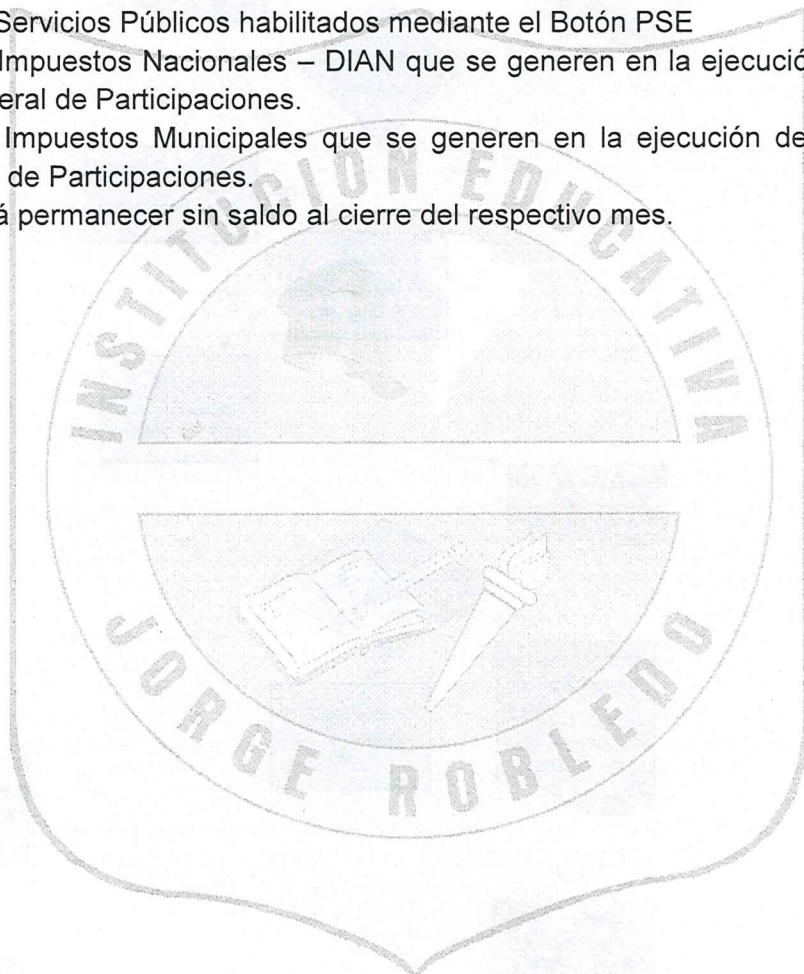 Servicios Públicos habilitados mediante el Botón PSE
Impuestos Nacionales – DIAN que se generen en la ejecució
eral de Participaciones.
Impuestos Municipales que se generen en la ejecución de
de Participaciones.
á permanecer sin saldo al cierre del respectivo mes.
INSTITUCIÓN EDUCATIVA
JORGE ROBLEDO